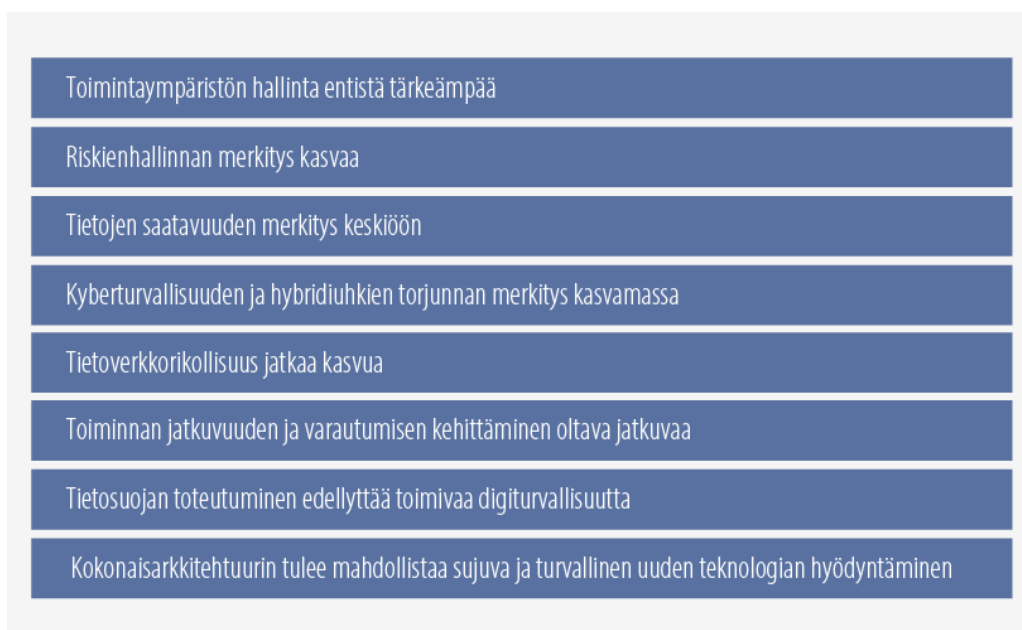 Toimintaympäristön hallinta entistä tärkeämpää
Riskienhallinnan merkitys kasvaa
Tietojen saatavuuden merkitys keskiöön
Kyberturvallisuuden ja hybridiuhkien torjunnan merkitys kasvamassa
Tietoverkkorikollisuus jatkaa kasvua
Toiminnan jatkuvuuden ja varautumisen kehittäminen oltava jatkuvaa
Tietosuojan toteutuminen edellyttää toimivaa digiturvallisuutta
Kokonaisarkkitehtuurin tulee mahdollistaa sujuva ja turvallinen uuden teknologian hyödyntäminen